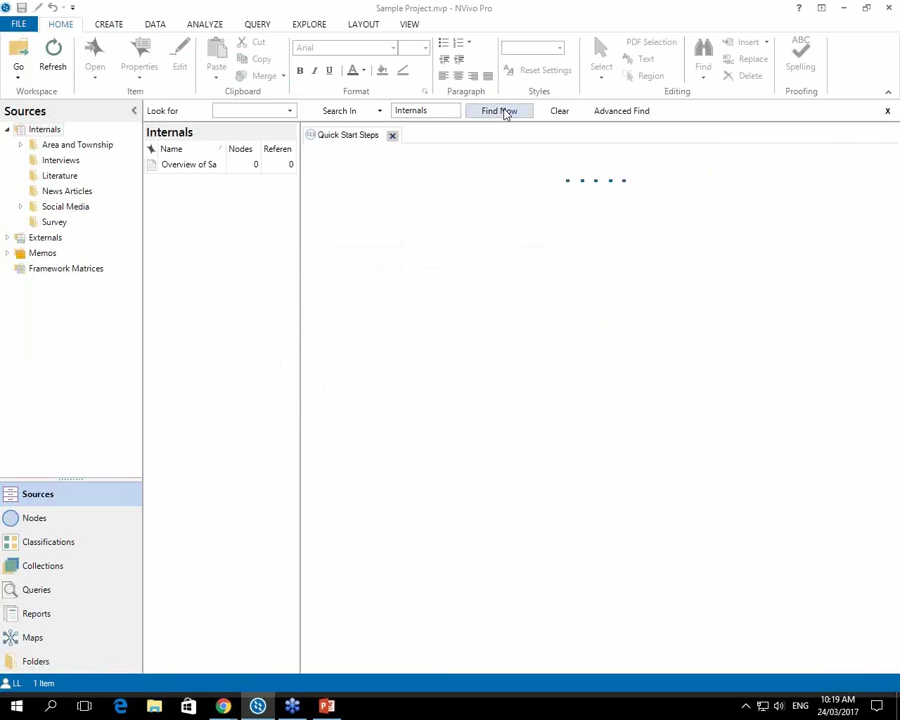 Sample Project.nvp - NVivo Pro
FILE HOME CREATE DATA ANALYZE QUERY EXPLORE LAYOUT VIEW
Go
Workspace
Refresh
Open
Properties
Edit
Item
Paste
Cut
Copy
Merge
Clipboard
Arial
B I U A
Format
Paragraph
Reset Settings
Styles
Select
PDF Selection
Text
Region
Find
Insert
Replace
Delete
Editing
ABC
Spelling
Proofing
Sources
Look for
Search In
Internals
Find Now
Clear
Advanced Find
x
Internals
Area and Township
Interviews
Literature
News Articles
Social Media
Survey
Externals
Memos
Framework Matrices
Internals
Name Nodes Referen
Overview of Sa 0 0
Quick Start Steps
Sources
Nodes
Classifications
Collections
Queries
Reports
Maps
Folders
LL 1 Item
ENG
10:19 AM
24/03/2017